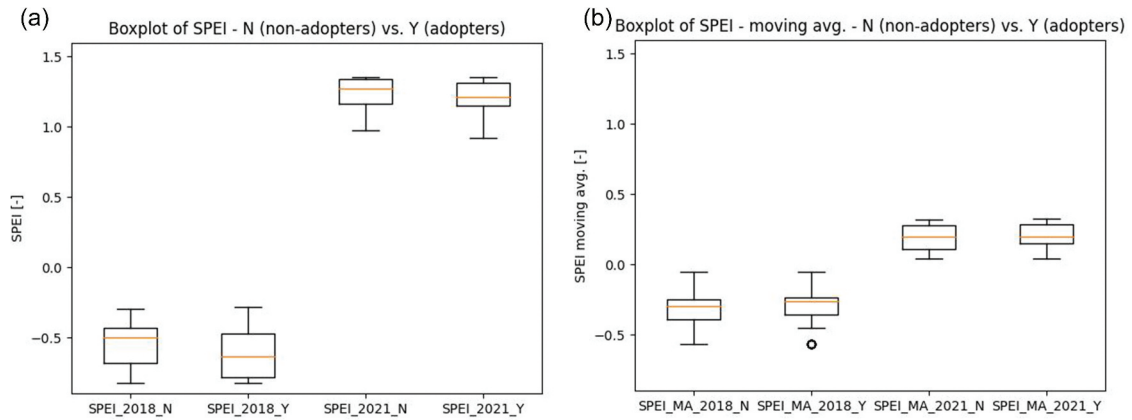 (a)
Boxplot of SPEI - N (non-adopters) vs. Y (adopters)
SPEI [-]
1.5
1.0
0.5
0.0
−0.5
SPEI_2018_N SPEI_2018_Y SPEI_2021_N SPEI_2021_Y
(b)
Boxplot of SPEI - moving avg. - N (non-adopters) vs. Y (adopters)
SPEI moving avg. [-]
1.5
1.0
0.5
0.0
−0.5
SPEI_MA_2018_N SPEI_MA_2018_Y SPEI_MA_2021_N SPEI_MA_2021_Y